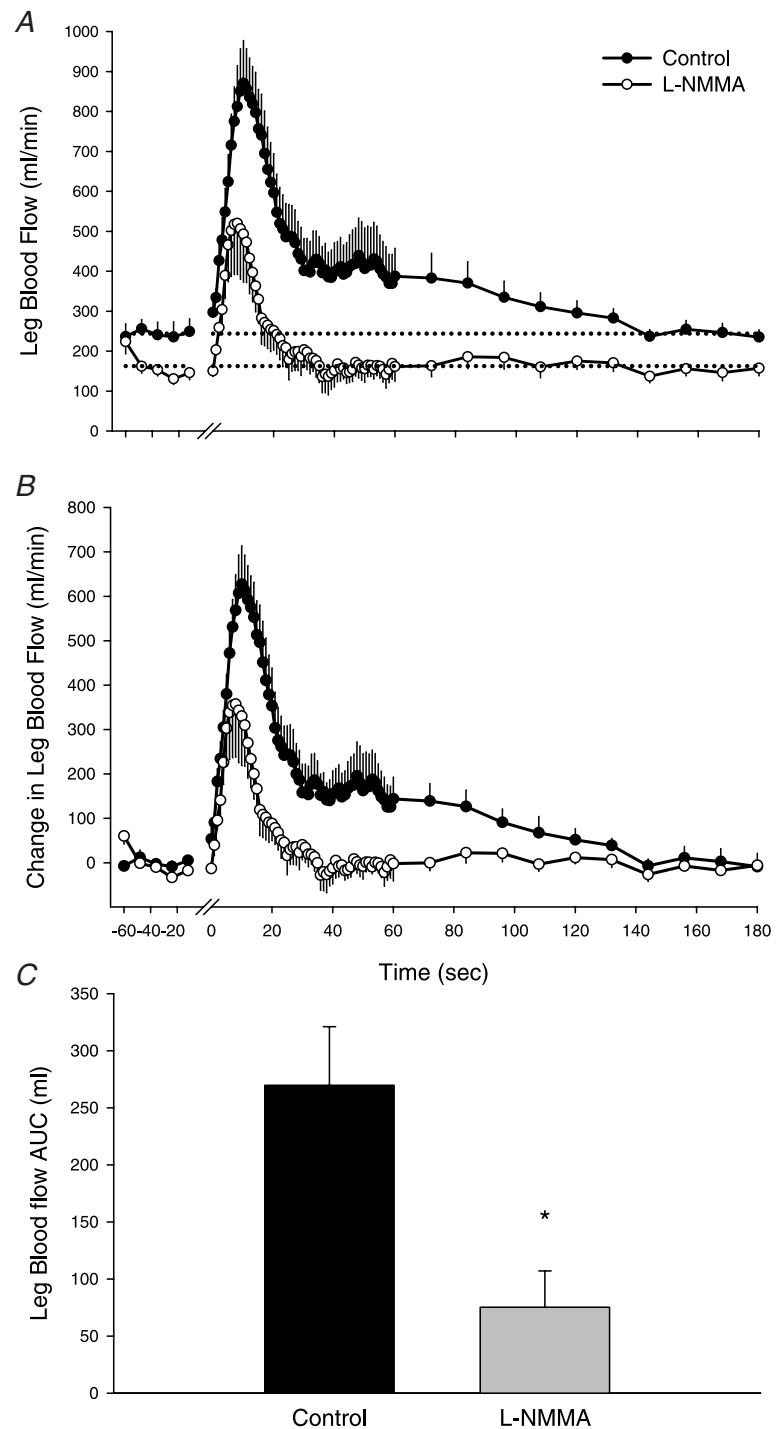 A
Leg Blood Flow (ml/min)
1000
900
800
700
600
500
400
300
200
100
0
Control
L-NMMA
B
Change in Leg Blood Flow (ml/min)
800
700
600
500
400
300
200
100
0
-60 -40 -20 0 20 40 60 80 100 120 140 160 180
Time (sec)
C
Leg Blood flow AUC (ml)
350
300
250
200
150
100
50
0
*
Control L-NMMA